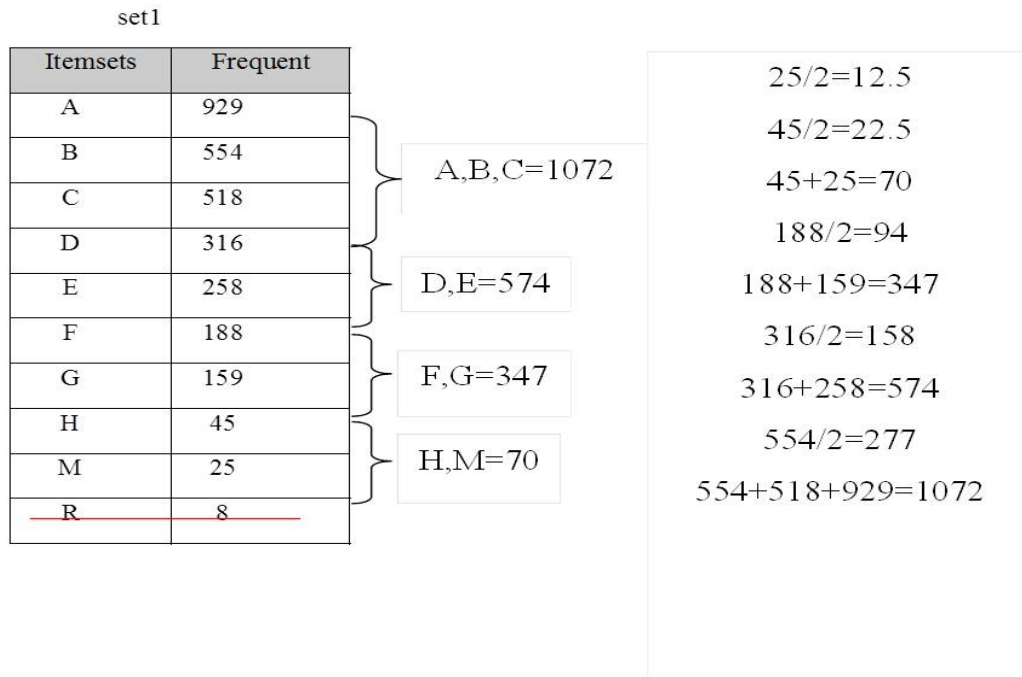 set1
Itemsets Frequent
A 929
B 554
C 518
D 316
E 258
F 188
G 159
H 45
M 25
R 8
A,B,C=1072
D,E=574
F,G=347
H,M=70
25/2=12.5
45/2=22.5
45+25=70
188/2=94
188+159=347
316/2=158
316+258=574
554/2=277
554+518+929=1072